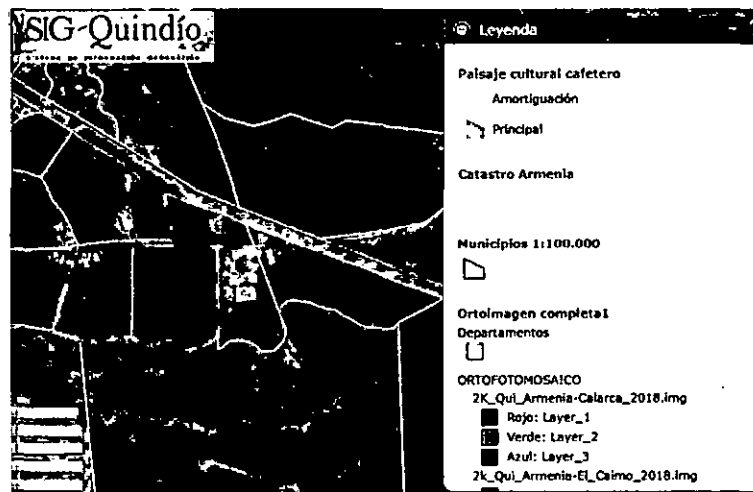 SIG-Quindío
Leyenda
Paisaje cultural cafetero
Amortiguación
Principal
Catastro Armenia
Municipios 1:100.000
Ortoimagen completa1
Departamentos
ORTOFOTOMOSAICO
2K_Qui_Armenia-Calarca_2018.img
Rojo: Layer_1
Verde: Layer_2
Azul: Layer_3
2k_Qui_Armenia-El_Caimo_2018.img